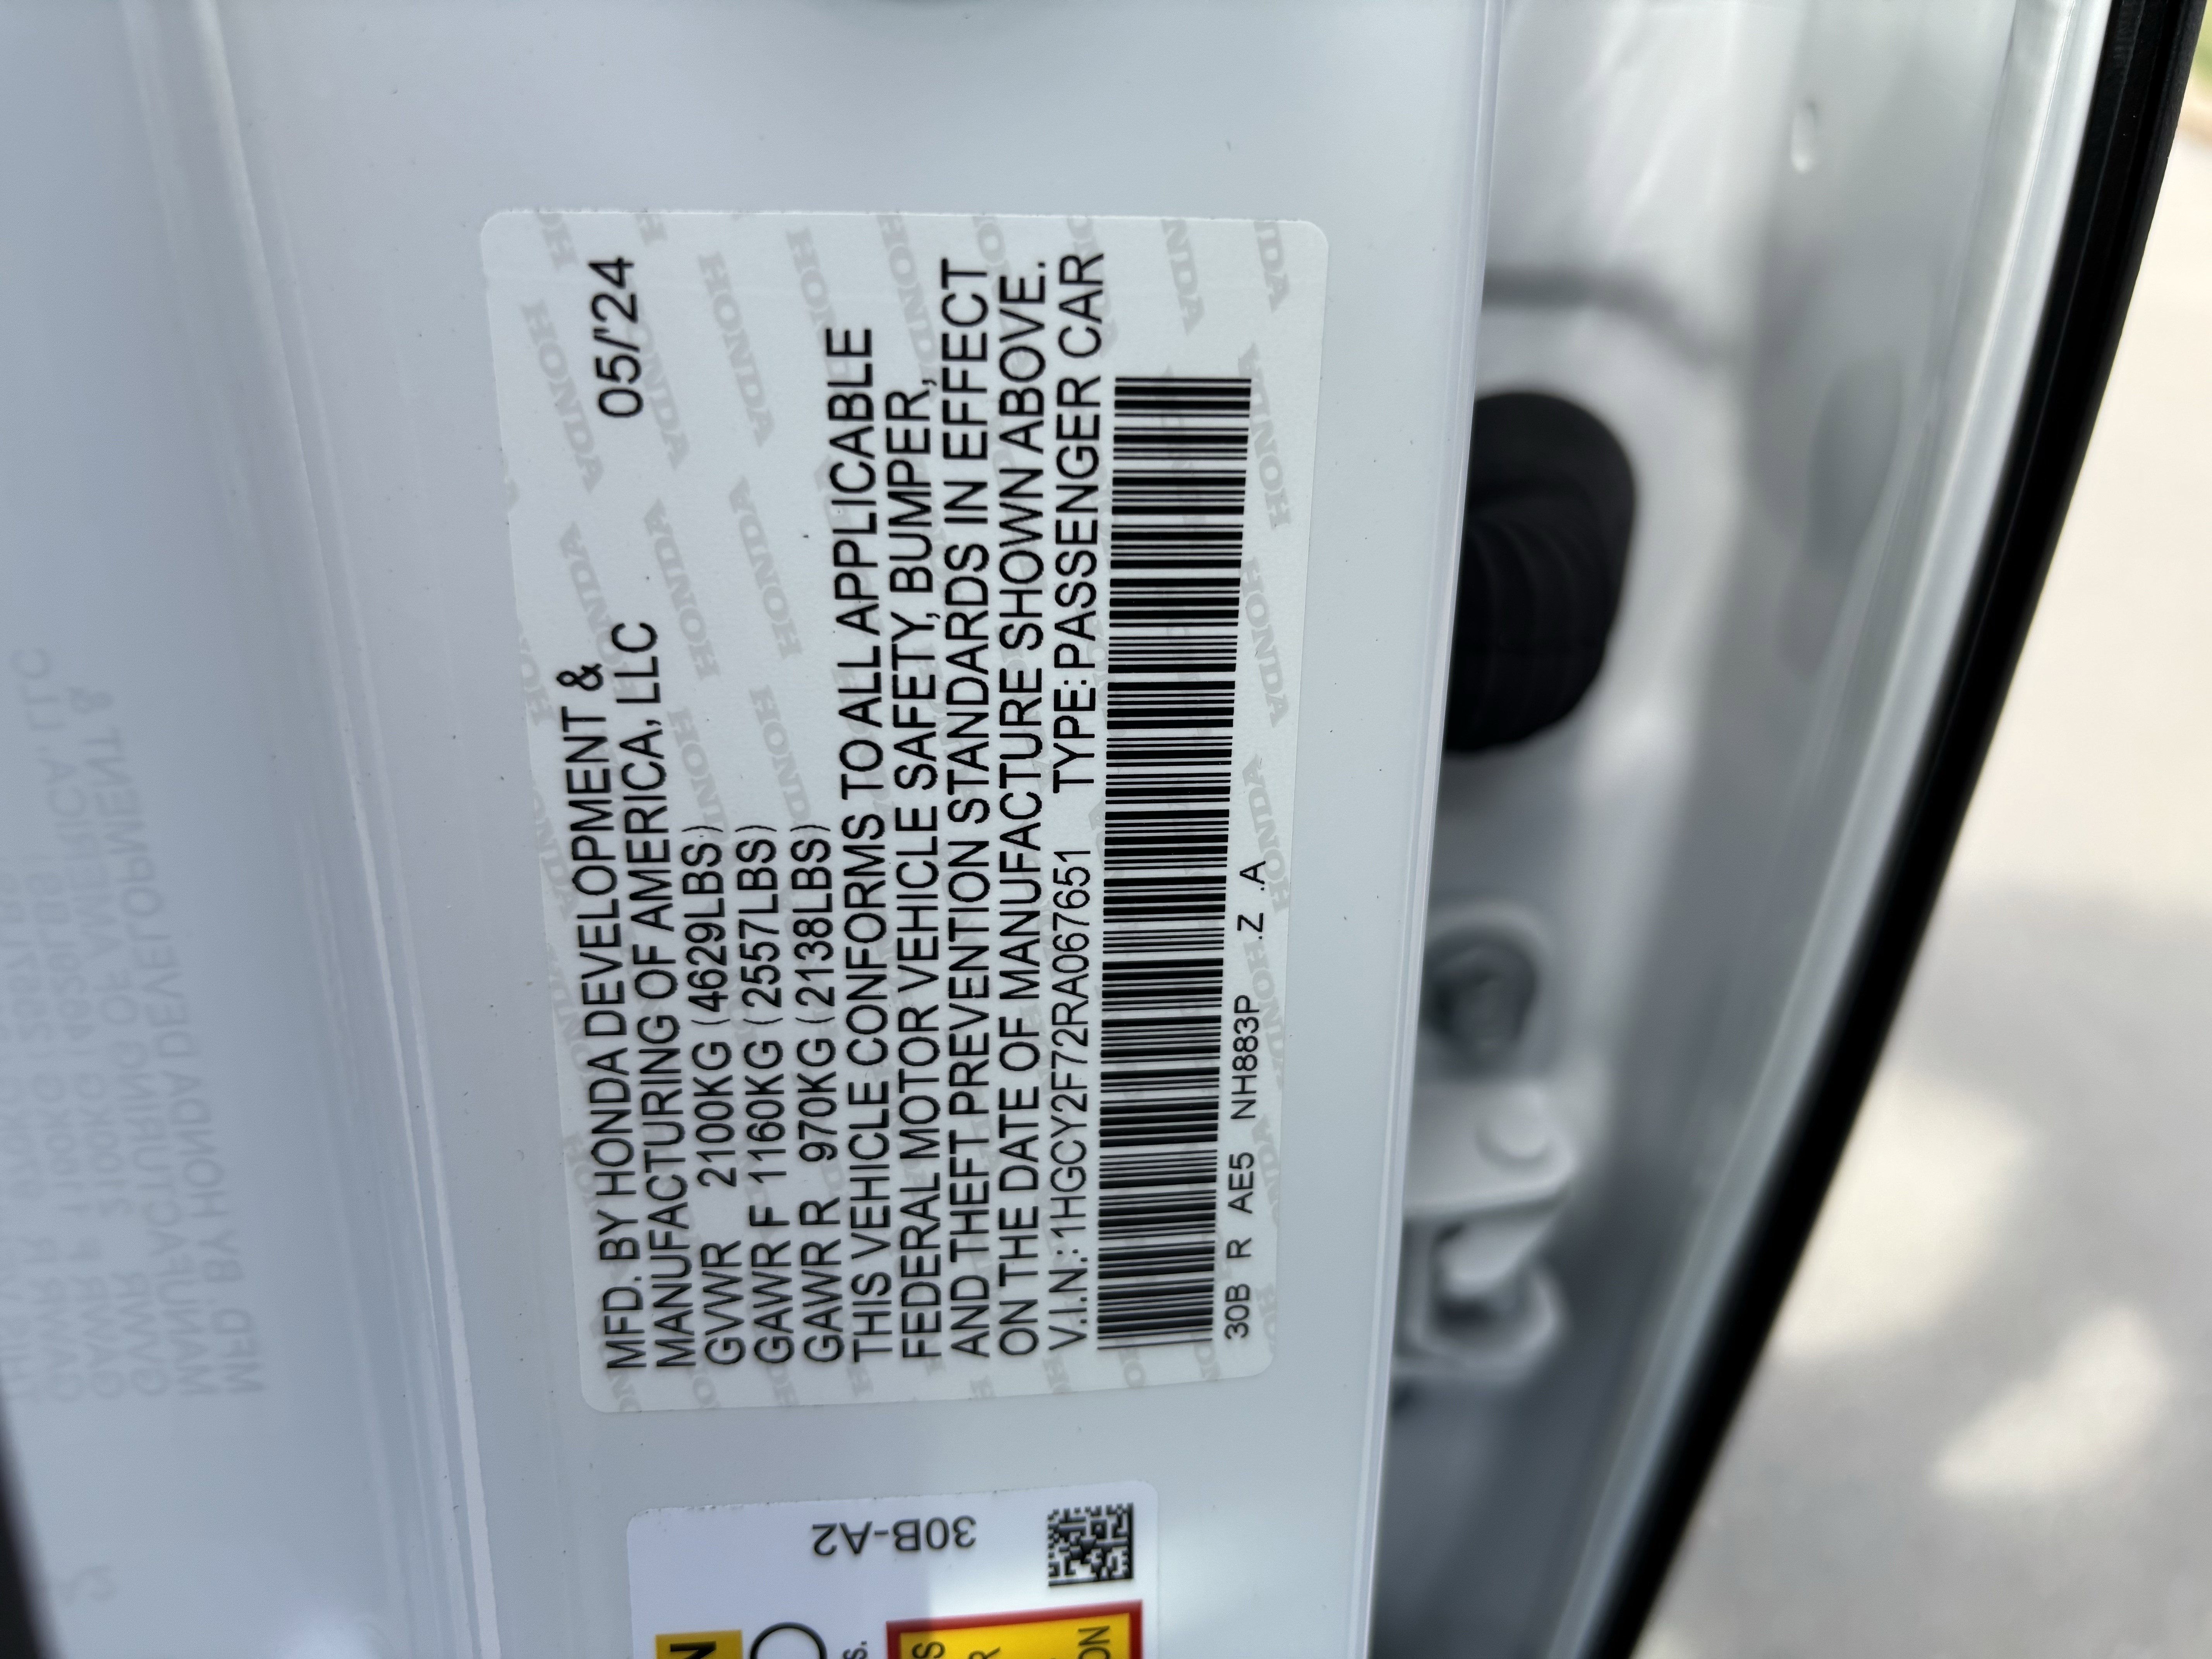 MFD. BY HONDA DEVELOPMENT & 05/'24
MANUFACTURING OF AMERICA, LLC
GVWR 2100KG (4629LBS)
GAWR F 1160KG (2557LBS)
GAWR R 970KG (2138LBS)
THIS VEHICLE CONFORMS TO ALL APPLICABLE
FEDERAL MOTOR VEHICLE SAFETY, BUMPER,
AND THEFT PREVENTION STANDARDS IN EFFECT
ON THE DATE OF MANUFACTURE SHOWN ABOVE.
V.I.N.: 1HGCY2F72RA067651 TYPE: PASSENGER CAR
30B R AE5 NH883P .Z .A
30B-A2